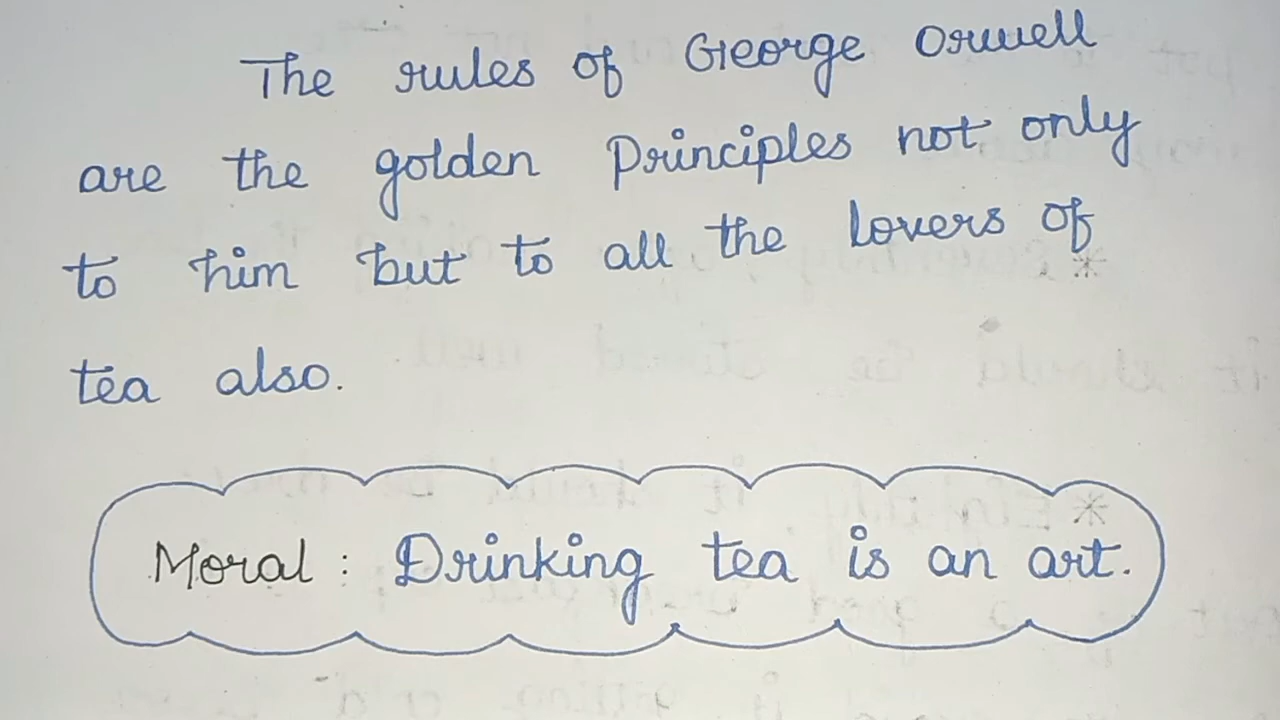 The rules of George Orwell
are the golden Principles not only
to him but to all the lovers of
tea also.
Moral : Drinking tea is an art.